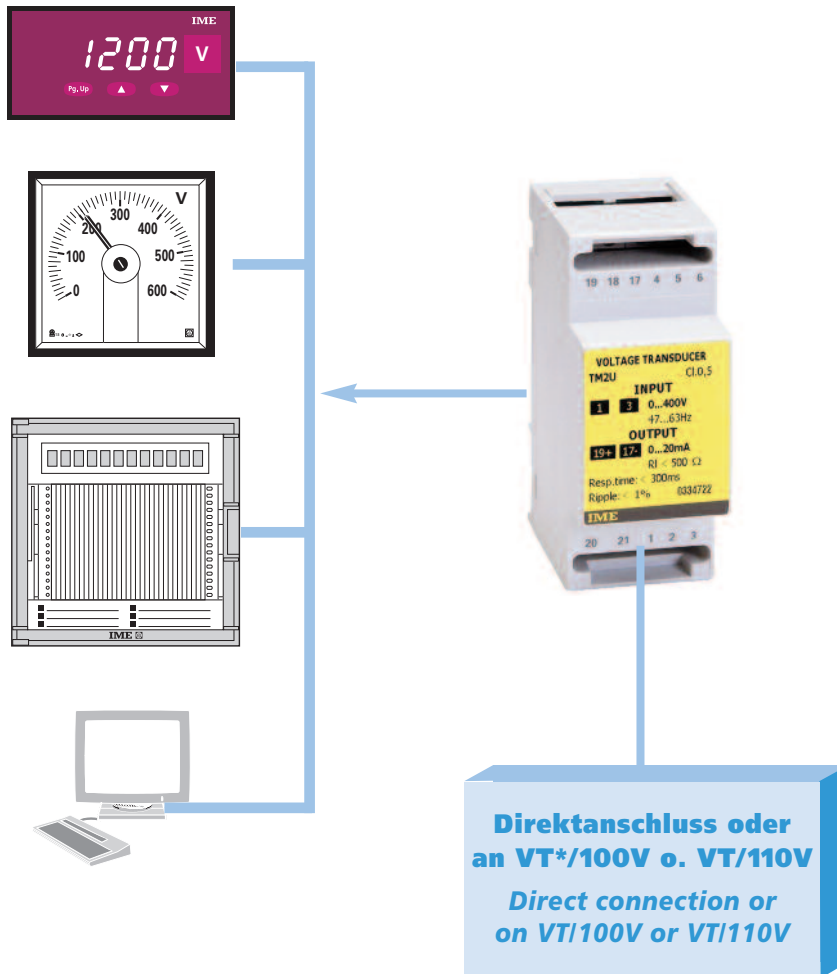 IME
1200 V
Pg, Up
V
0 100 200 300 400 500 600
IME
19 18 17 4 5 6
VOLTAGE TRANSDUCER
TM2U Cl.0,5
INPUT
1 3 0...400V
47...63Hz
OUTPUT
19+ 17- 0...20mA
RI < 500 Ω
Resp.time: < 300ms
Ripple: < 1% 0334722
IME
20 21 1 2 3
Direktanschluss oder
an VT*/100V o. VT/110V
Direct connection or
on VT/100V or VT/110V